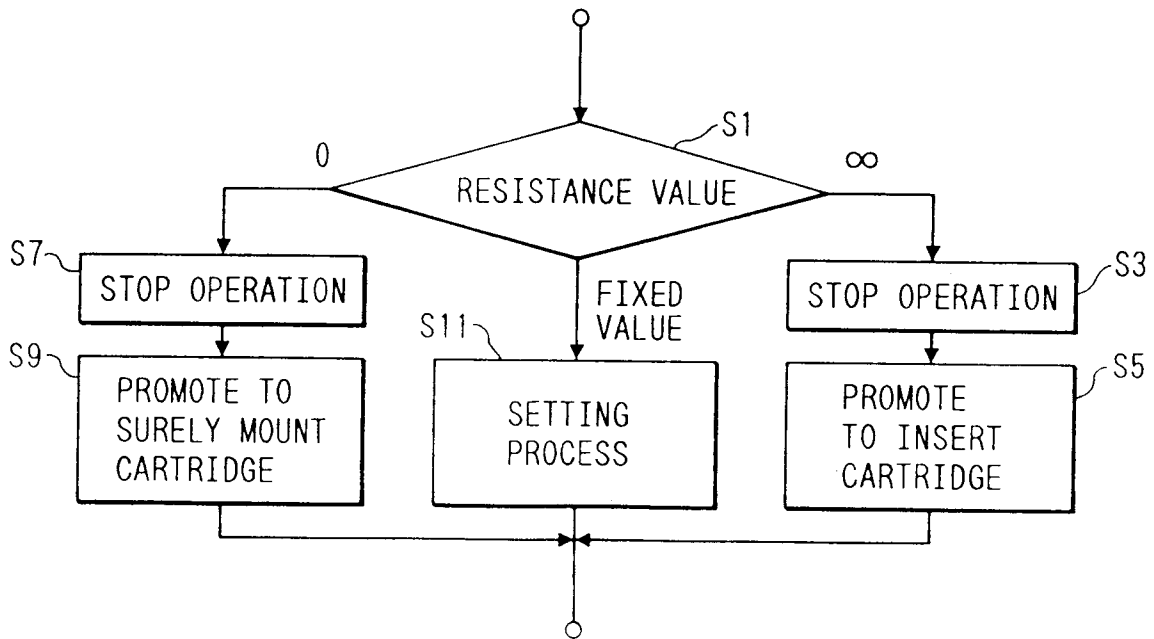 S1
0
∞
RESISTANCE VALUE
S7
STOP OPERATION
FIXED
VALUE
S3
STOP OPERATION
S9
PROMOTE TO
SURELY MOUNT
CARTRIDGE
S11
SETTING
PROCESS
S5
PROMOTE
TO INSERT
CARTRIDGE